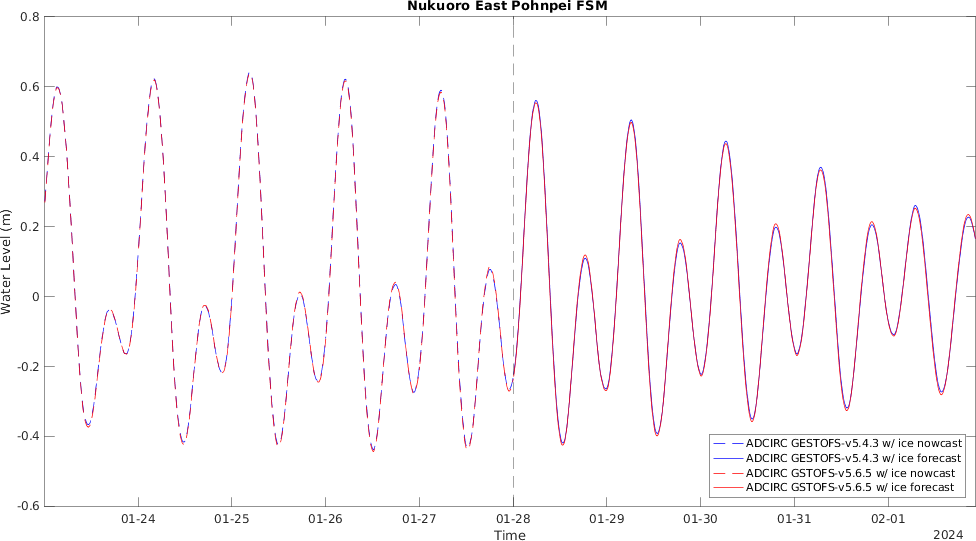 Nukuoro East Pohnpei FSM
Water Level (m)
0.8
0.6
0.4
0.2
0
-0.2
-0.4
-0.6
ADCIRC GESTOFS-v5.4.3 w/ ice nowcast
ADCIRC GESTOFS-v5.4.3 w/ ice forecast
ADCIRC GSTOFS-v5.6.5 w/ ice nowcast
ADCIRC GSTOFS-v5.6.5 w/ ice forecast
01-24 01-25 01-26 01-27 01-28 01-29 01-30 01-31 02-01
Time
2024